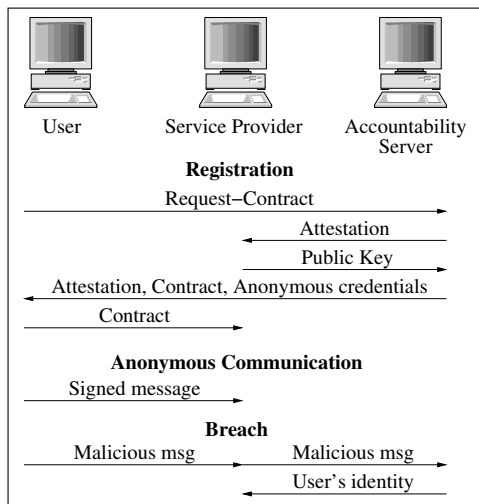 User
Service Provider
Accountability
Server
Registration
Request−Contract
Attestation
Public Key
Attestation, Contract, Anonymous credentials
Contract
Anonymous Communication
Signed message
Breach
Malicious msg
Malicious msg
User's identity